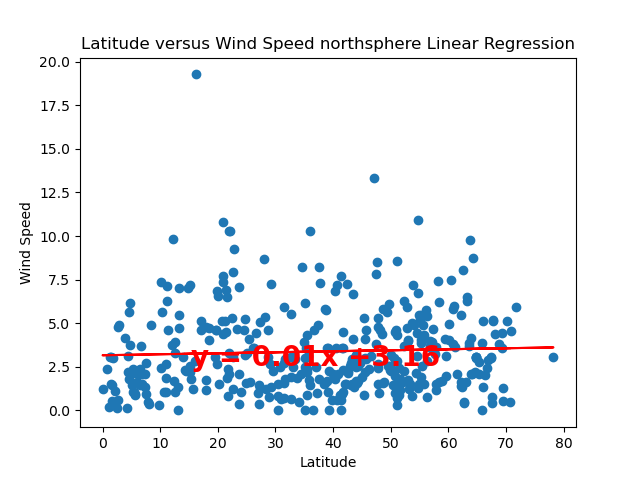 Latitude versus Wind Speed northsphere Linear Regression
20.0
17.5
15.0
12.5
10.0
7.5
5.0
2.5
0.0
Wind Speed
y = 0.01x +3.16
0 10 20 30 40 50 60 70 80
Latitude